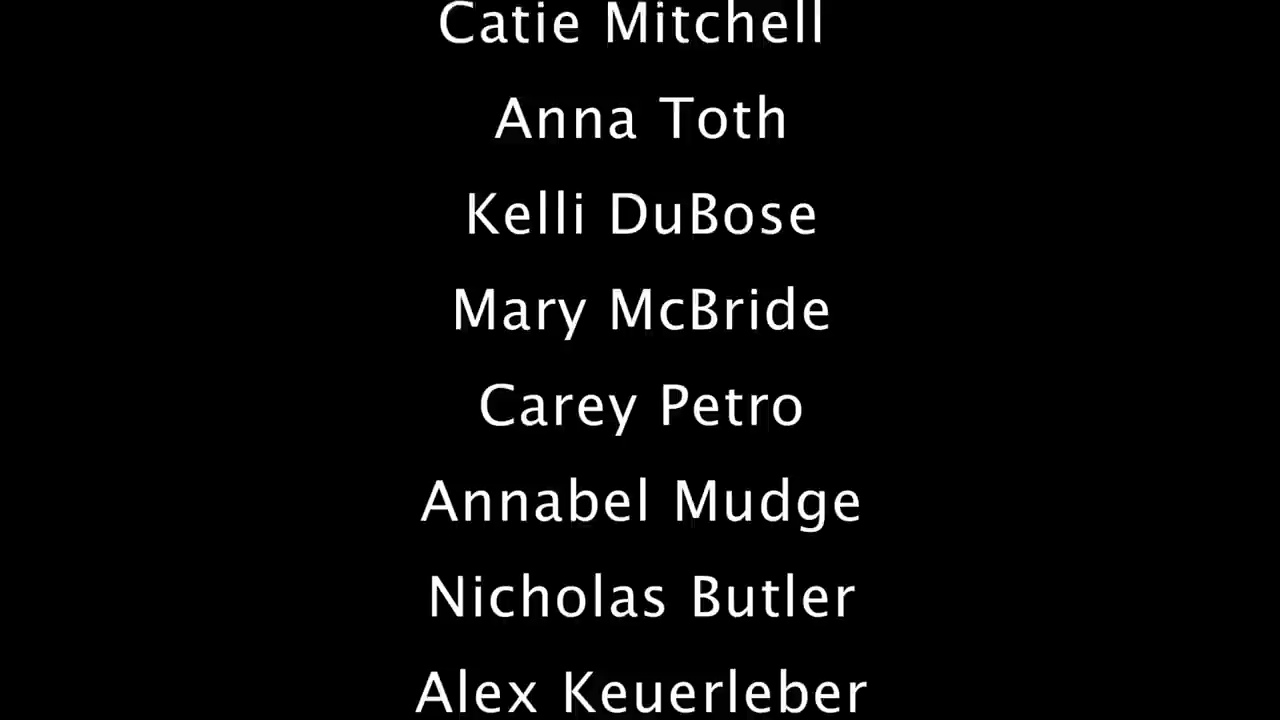 Catie Mitchell
Anna Toth
Kelli DuBose
Mary McBride
Carey Petro
Annabel Mudge
Nicholas Butler
Alex Keuerleber